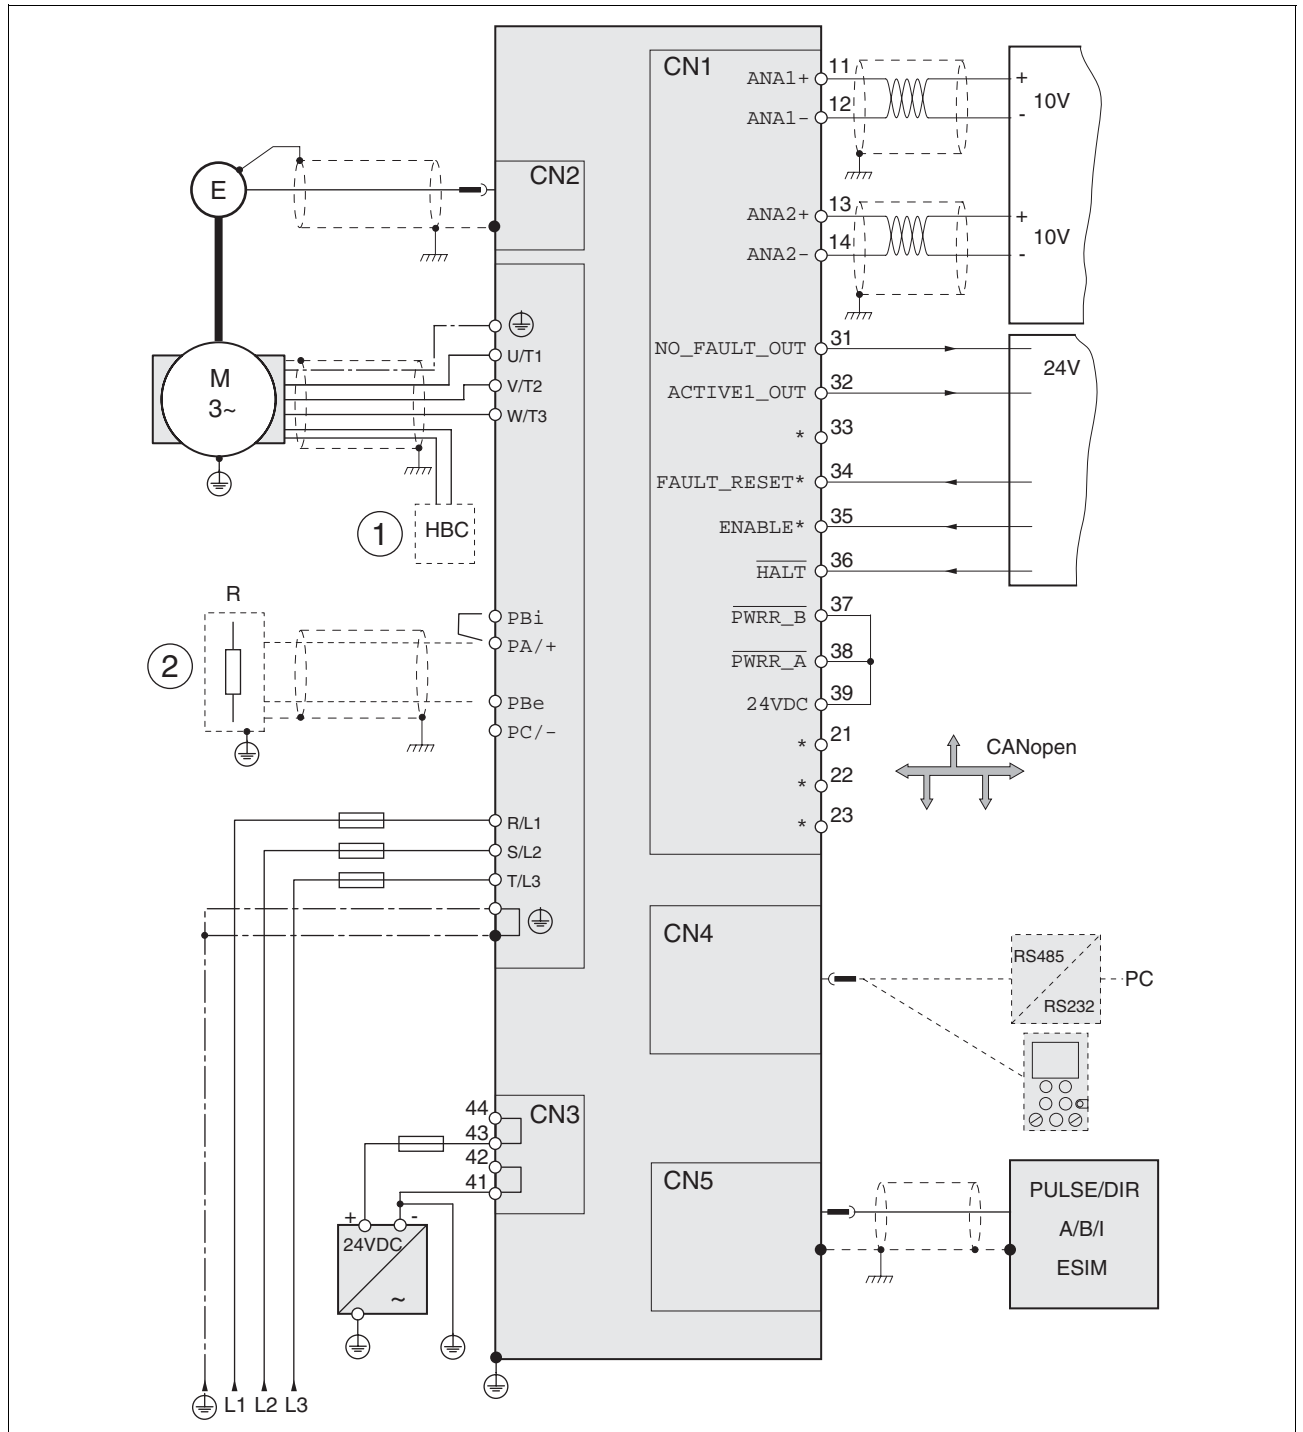 CN1
ANA1+ 11
ANA1- 12
+
10V
-
ANA2+ 13
ANA2- 14
+
10V
-
NO_FAULT_OUT 31
ACTIVE1_OUT 32
* 33
FAULT_RESET* 34
ENABLE* 35
HALT 36
PWRR_B 37
PWRR_A 38
24VDC 39
* 21
* 22
* 23
24V
CANopen
E
CN2
M
3~
U/T1
V/T2
W/T3
1
HBC
R
2
PBi
PA/+
PBe
PC/-
R/L1
S/L2
T/L3
CN4
RS485
RS232
PC
CN3
44
43
42
41
+
-
24VDC
~
CN5
PULSE/DIR
A/B/I
ESIM
L1 L2 L3